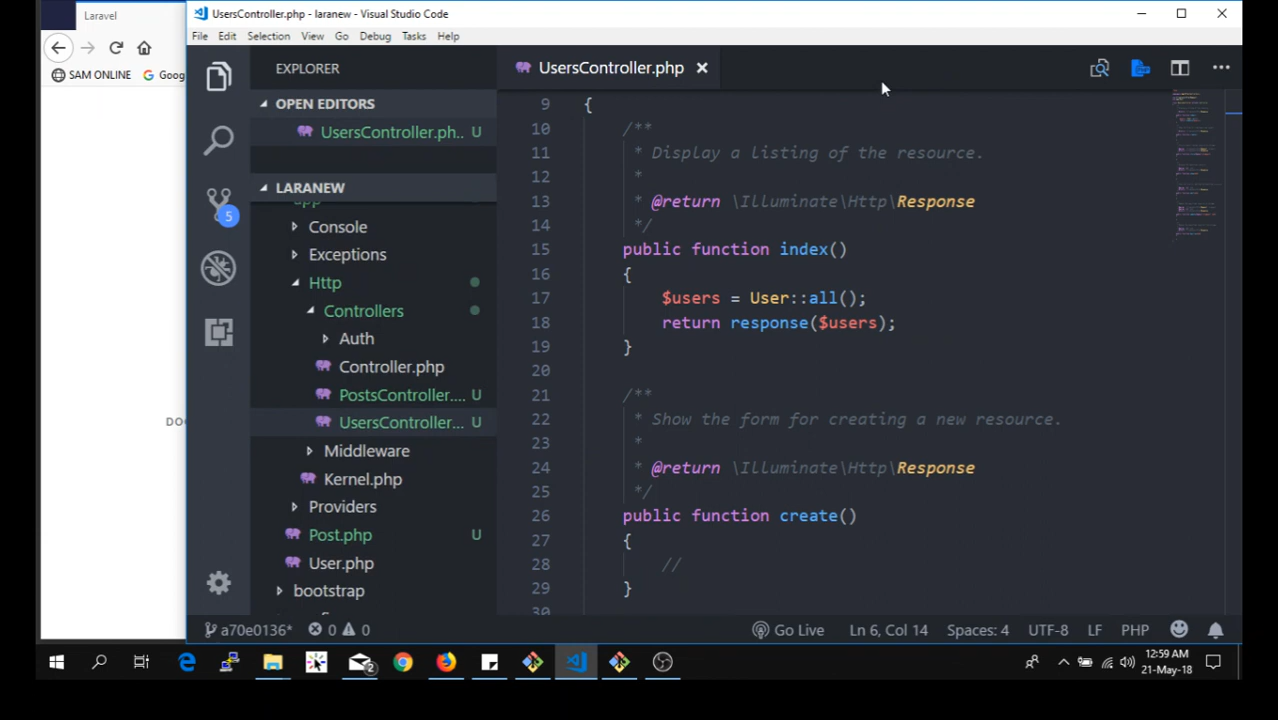 Laravel
UsersController.php - laranew - Visual Studio Code
File Edit Selection View Go Debug Tasks Help
SAM ONLINE Goog
EXPLORER
UsersController.php
OPEN EDITORS
UsersController.ph.. U
LARANEW
app
Console
Exceptions
Http
Controllers
Auth
Controller.php
PostsController.... U
UsersController... U
Middleware
Kernel.php
Providers
Post.php U
User.php
bootstrap
5
DO
9 {
10 /**
11 * Display a listing of the resource.
12 *
13 * @return \Illuminate\Http\Response
14 */
15 public function index()
16 {
17 $users = User::all();
18 return response($users);
19 }
20
21 /**
22 * Show the form for creating a new resource.
23 *
24 * @return \Illuminate\Http\Response
25 */
26 public function create()
27 {
28 //
29 }
30
a70e0136* 0 0 Go Live Ln 6, Col 14 Spaces: 4 UTF-8 LF PHP
2
12:59 AM
21-May-18